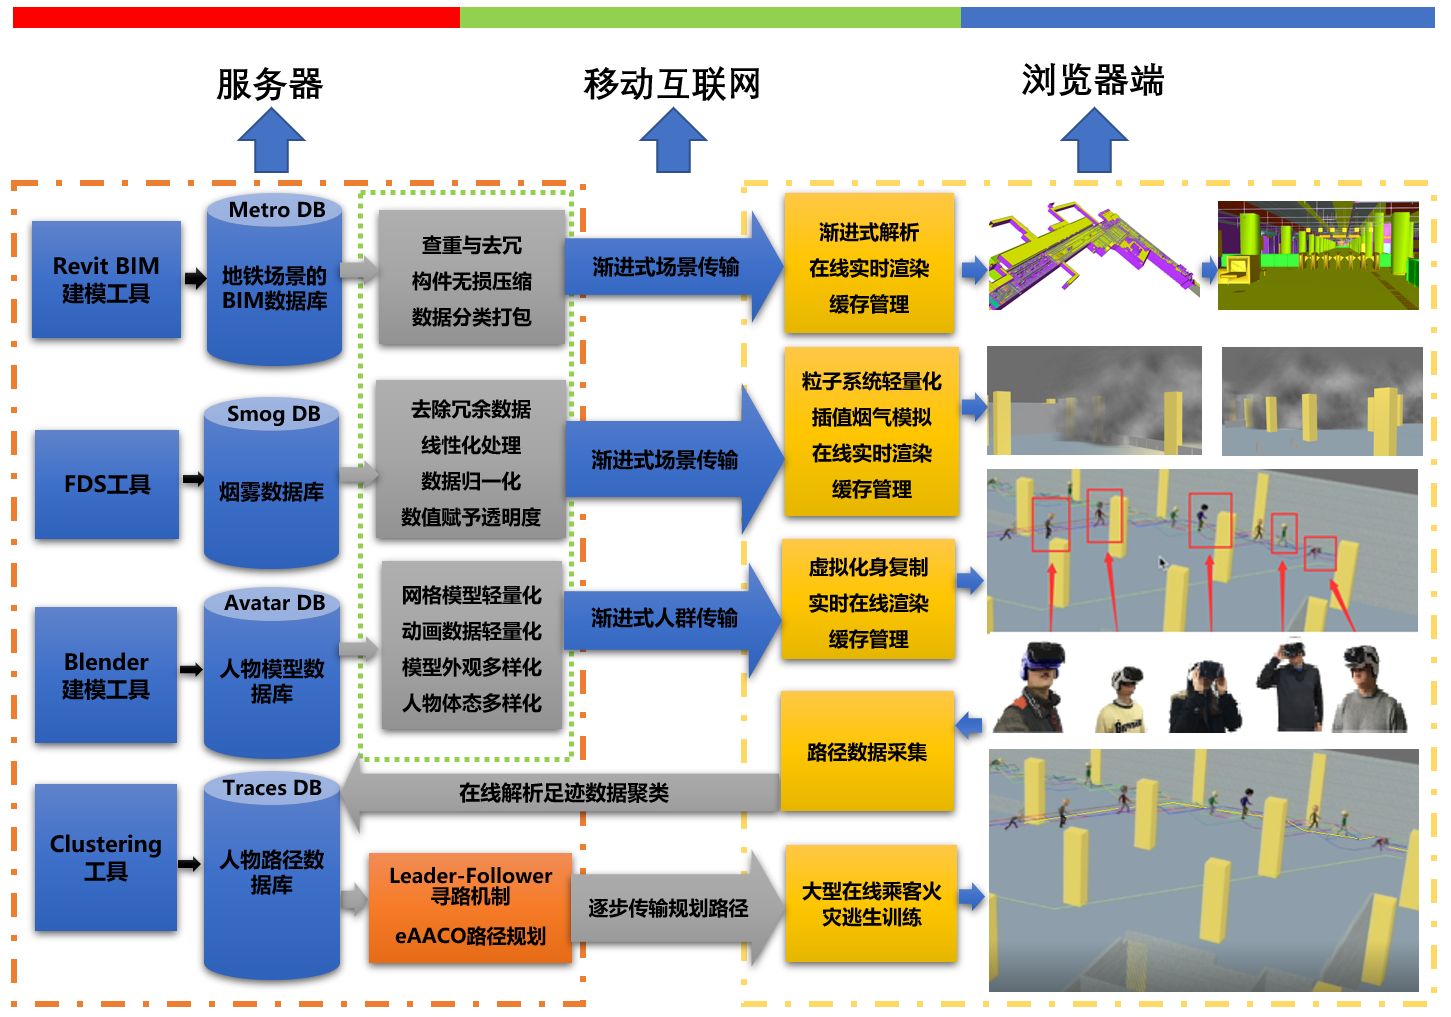 服务器
移动互联网
浏览器端
Revit BIM
建模工具
Metro DB
地铁场景的
BIM数据库
查重与去冗
构件无损压缩
数据分类打包
渐进式场景传输
渐进式解析
在线实时渲染
缓存管理
FDS工具
Smog DB
烟雾数据库
去除冗余数据
线性化处理
数据归一化
数值赋予透明度
渐进式场景传输
粒子系统轻量化
插值烟气模拟
在线实时渲染
缓存管理
Blender
建模工具
Avatar DB
人物模型数
据库
网格模型轻量化
动画数据轻量化
模型外观多样化
人物体态多样化
渐进式人群传输
虚拟化身复制
实时在线渲染
缓存管理
路径数据采集
在线解析足迹数据聚类
Clustering
工具
Traces DB
人物路径数
据库
Leader-Follower
寻路机制
eAACO路径规划
逐步传输规划路径
大型在线乘客火
灾逃生训练